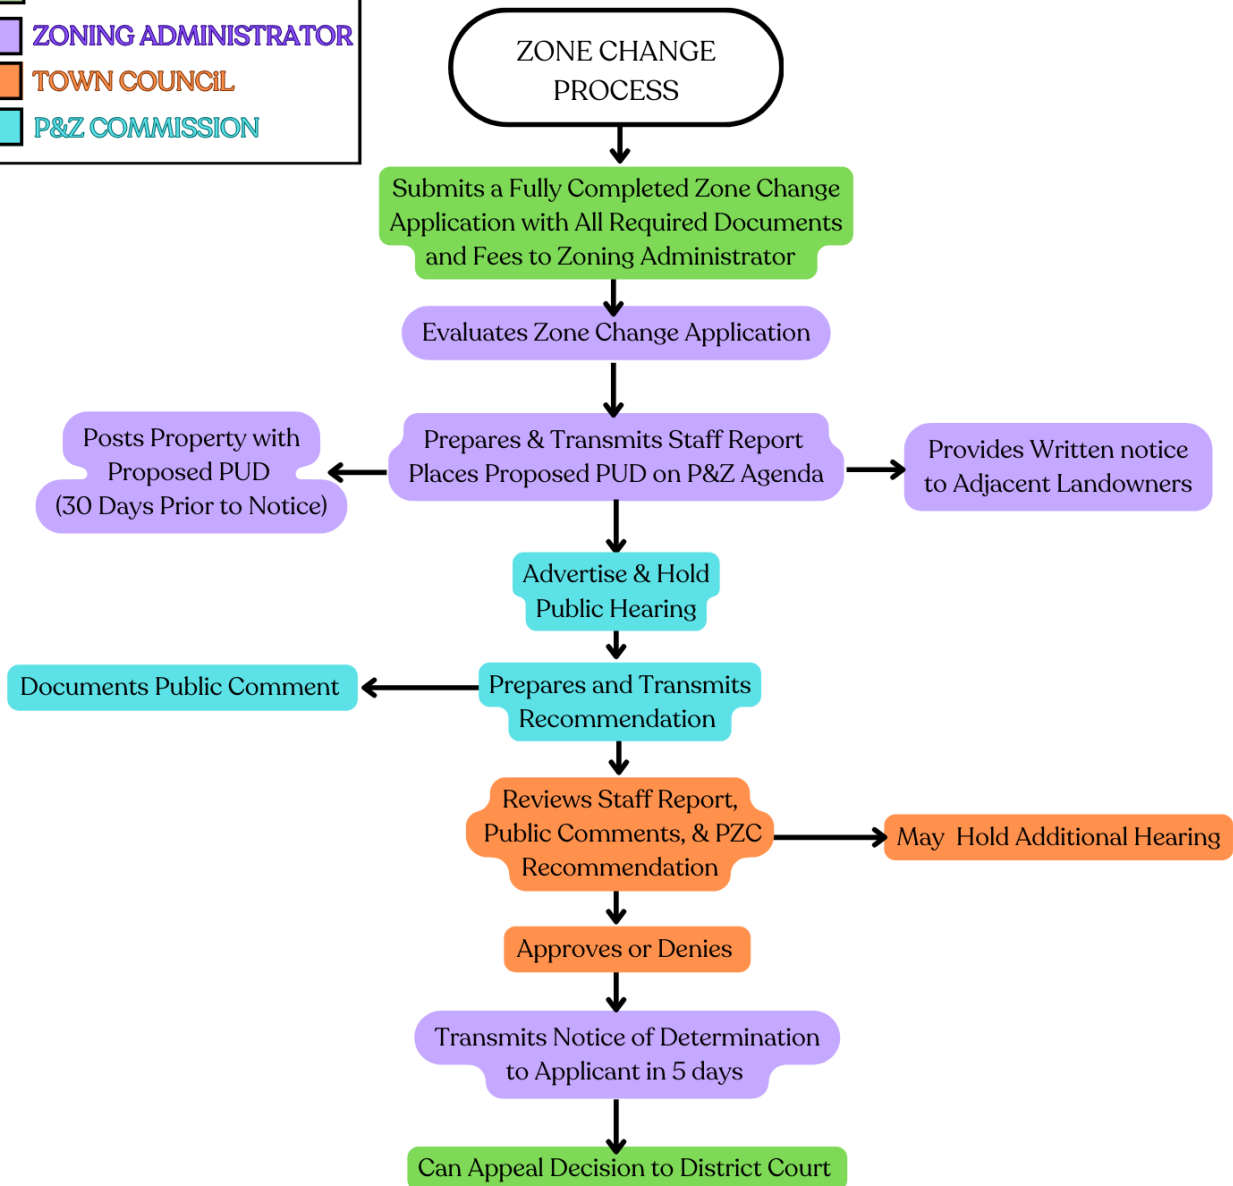 ZONING ADMINISTRATOR
TOWN COUNCiL
P&Z COMMISSION
ZONE CHANGE
PROCESS
Submits a Fully Completed Zone Change
Application with All Required Documents
and Fees to Zoning Administrator
Evaluates Zone Change Application
Posts Property with
Proposed PUD
(30 Days Prior to Notice)
Prepares & Transmits Staff Report
Places Proposed PUD on P&Z Agenda
Provides Written notice
to Adjacent Landowners
Advertise & Hold
Public Hearing
Documents Public Comment
Prepares and Transmits
Recommendation
Reviews Staff Report,
Public Comments, & PZC
Recommendation
May Hold Additional Hearing
Approves or Denies
Transmits Notice of Determination
to Applicant in 5 days
Can Appeal Decision to District Court